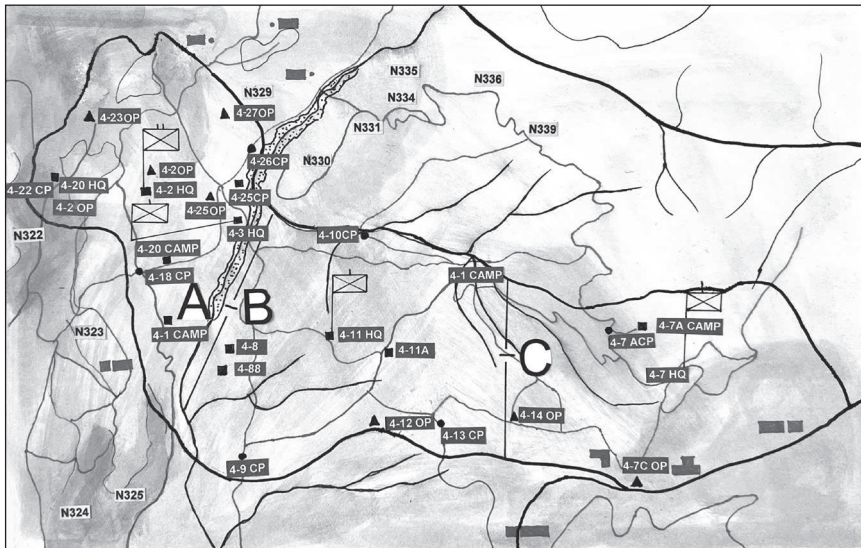 N335
N336
N329
N334
4-27OP
4-23OP
N331
N339
4-26CP
N330
4-2OP
4-20 HQ
4-22 CP
4-2 HQ
4-25CP
4-2 OP
4-25OP
4-3 HQ
N322
4-10CP
4-20 CAMP
4-18 CP
4-1 CAMP
A
B
4-1 CAMP
4-7A CAMP
N323
4-11 HQ
4-7 ACP
4-8
4-11A
C
4-88
4-7 HQ
4-14 OP
4-12 OP
4-13 CP
4-9 CP
4-7C OP
N325
N324